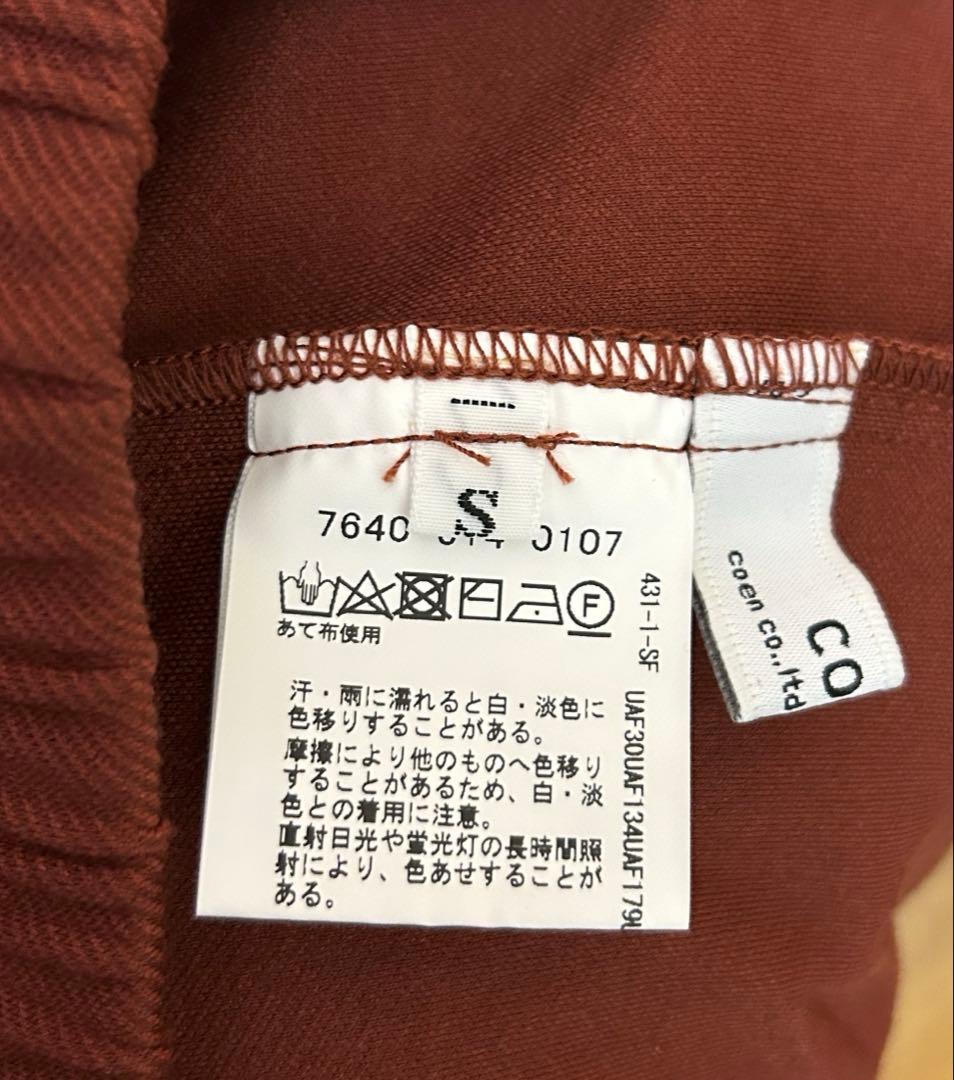 S
7640 0107
F
あて布使用
汗・雨に濡れると白・淡色に
色移りすることがある。
摩擦により他のものへ色移り
することがあるため、白・淡
色との着用に注意。
直射日光や蛍光灯の長時間照
射により、色あせすることが
ある。
431-1-SF UAF30UAF134UAF179U
CO
coen co.,ltd